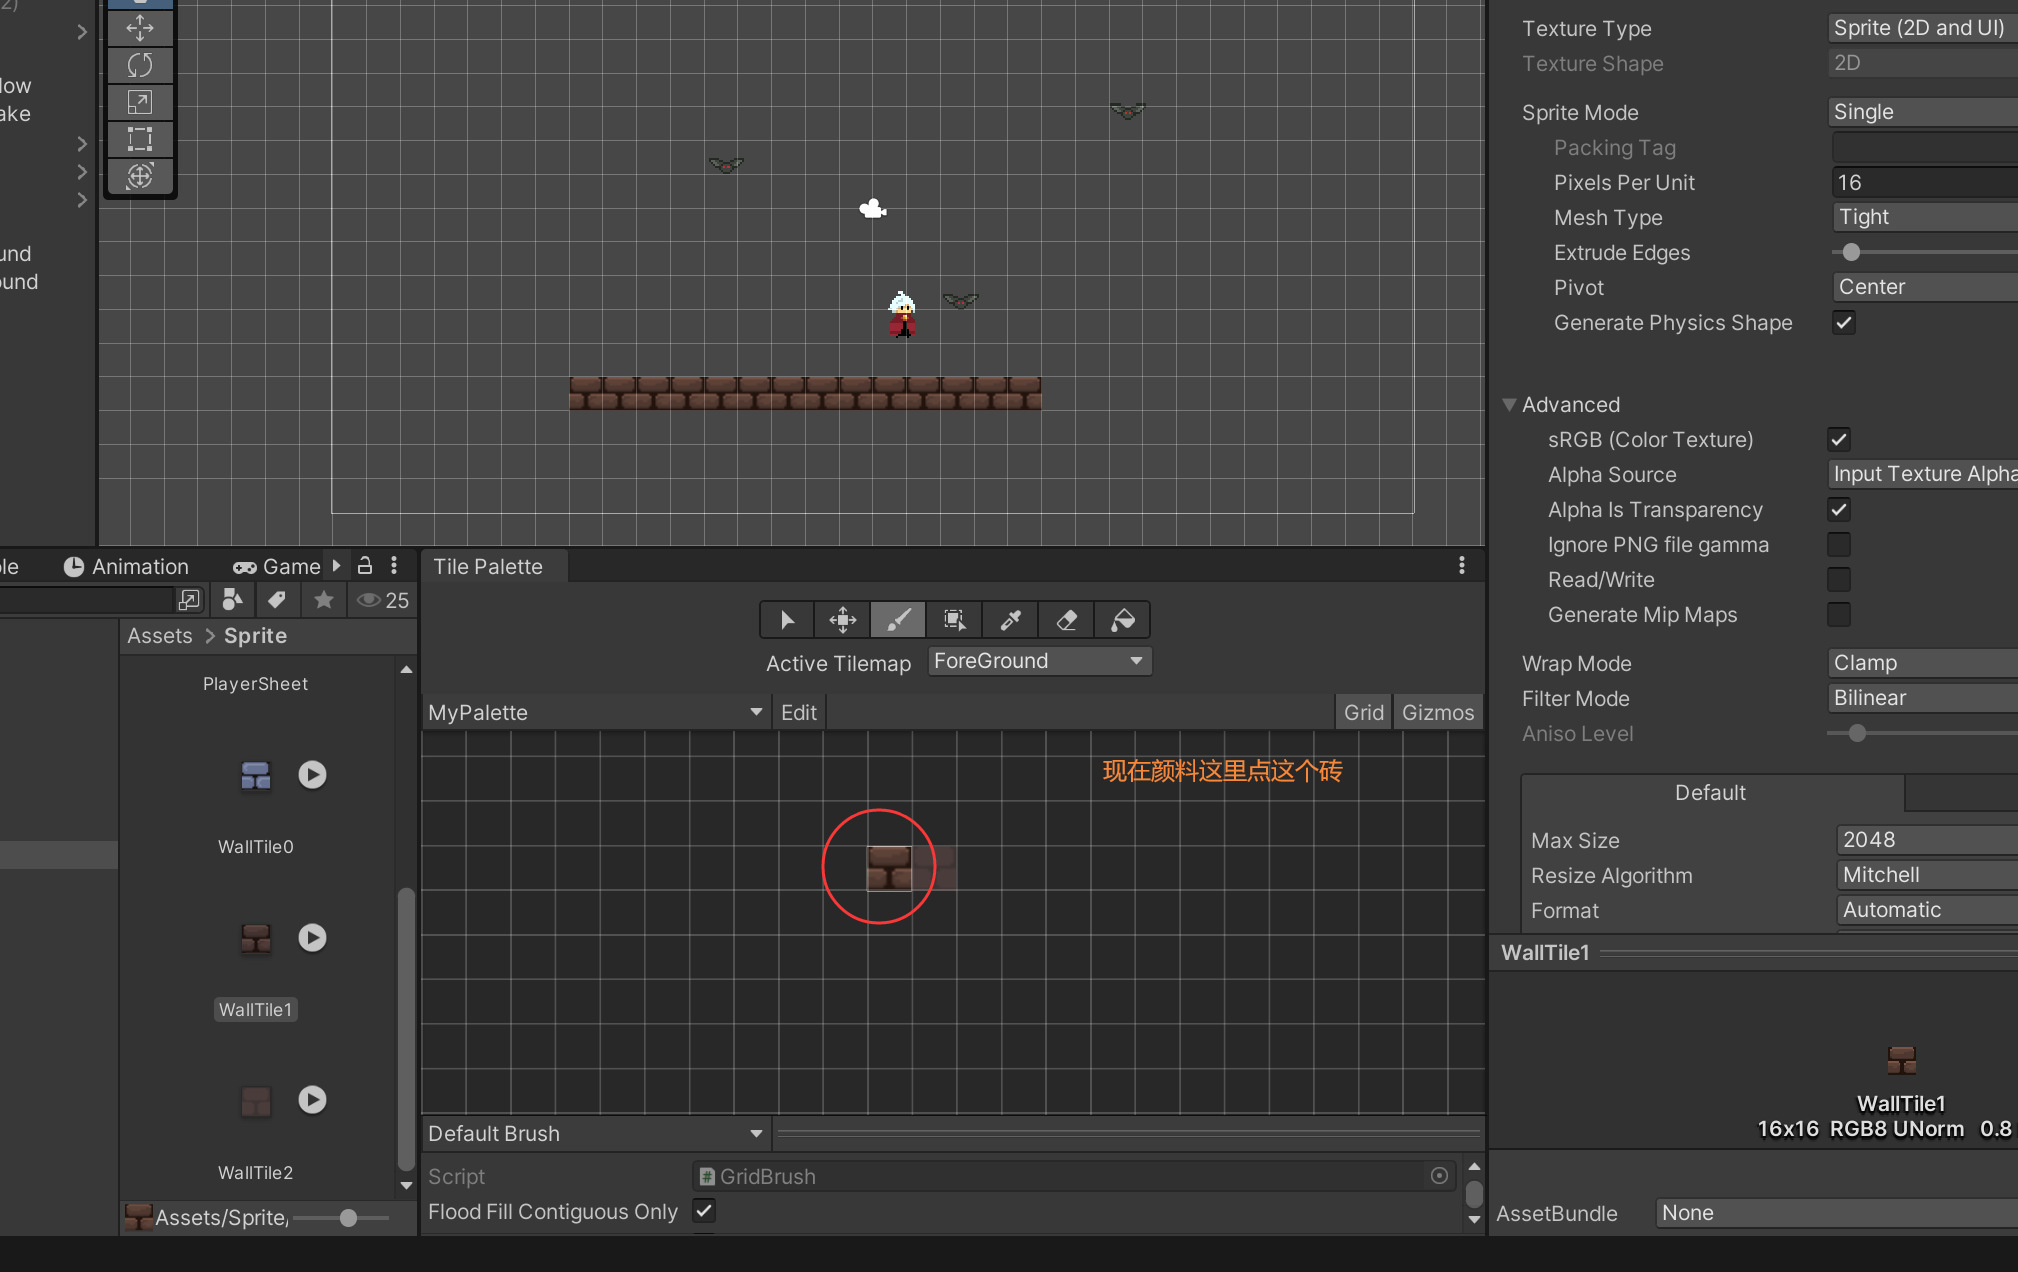 2)
low
ake
und
ound
Texture Type
Sprite (2D and UI)
Texture Shape
2D
Sprite Mode
Single
Packing Tag
Pixels Per Unit
16
Mesh Type
Tight
Extrude Edges
Pivot
Center
Generate Physics Shape
Advanced
sRGB (Color Texture)
Alpha Source
Input Texture Alpha
Alpha Is Transparency
Ignore PNG file gamma
Read/Write
Generate Mip Maps
Wrap Mode
Clamp
Filter Mode
Bilinear
Aniso Level
Default
Max Size
2048
Resize Algorithm
Mitchell
Format
Automatic
WallTile1
WallTile1
16x16 RGB8 UNorm 0.8
AssetBundle
None
le
Animation
Game
25
Assets > Sprite
PlayerSheet
WallTile0
WallTile1
WallTile2
Assets/Sprite/
Tile Palette
Active Tilemap
ForeGround
MyPalette
Edit
Grid
Gizmos
现在颜料这里点这个砖
Default Brush
Script
# GridBrush
Flood Fill Contiguous Only